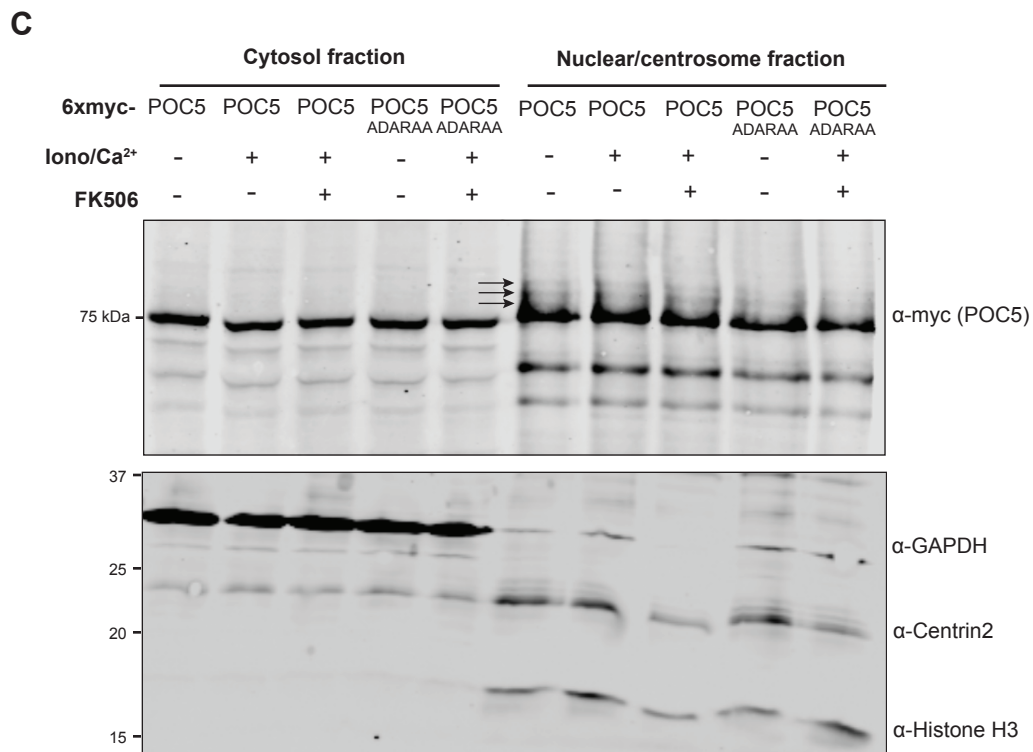 C
Cytosol fraction Nuclear/centrosome fraction
6xmyc- POC5 POC5 POC5 POC5 POC5 POC5 POC5 POC5 POC5 POC5
ADARAA ADARAA ADARAA ADARAA
Iono/Ca²⁺ - + + - + - + + - +
FK506 - - + - + - - + - +
75 kDa α-myc (POC5)
37
α-GAPDH
25
20 α-Centrin2
15 α-Histone H3